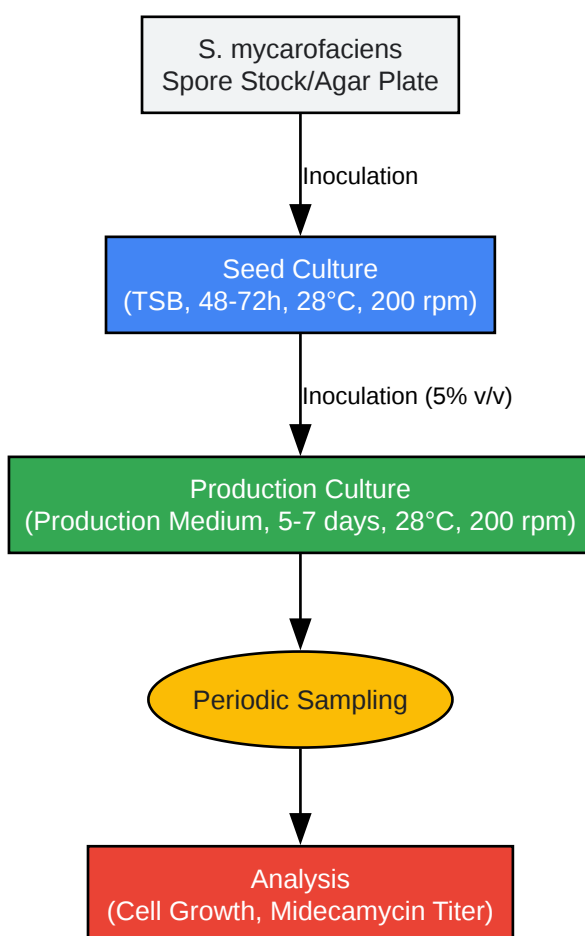 S. mycarofaciens
Spore Stock/Agar Plate
Inoculation
Seed Culture
(TSB, 48-72h, 28°C, 200 rpm)
Inoculation (5% v/v)
Production Culture
(Production Medium, 5-7 days, 28°C, 200 rpm)
Periodic Sampling
Analysis
(Cell Growth, Midecamycin Titer)